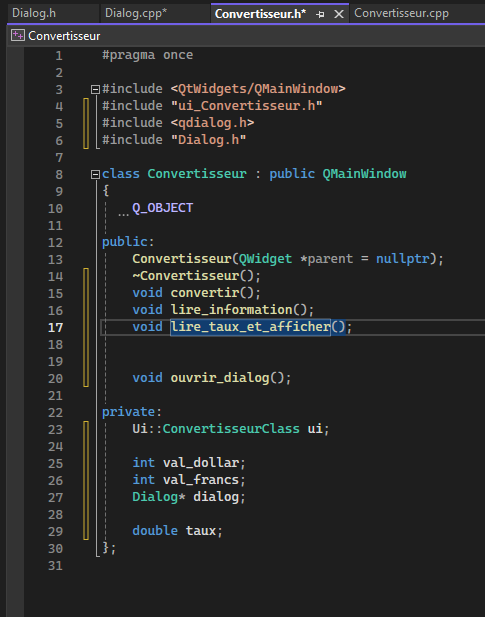 Dialog.h Dialog.cpp* Convertisseur.h* Convertisseur.cpp
Convertisseur
1 #pragma once
2
3 #include <QtWidgets/QMainWindow>
4 #include "ui_Convertisseur.h"
5 #include <qdialog.h>
6 #include "Dialog.h"
7
8 class Convertisseur : public QMainWindow
9 {
10 ... Q_OBJECT
11
12 public:
13 Convertisseur(QWidget *parent = nullptr);
14 ~Convertisseur();
15 void convertir();
16 void lire_information();
17 void lire_taux_et_afficher();
18
19
20 void ouvrir_dialog();
21
22 private:
23 Ui::ConvertisseurClass ui;
24
25 int val_dollar;
26 int val_francs;
27 Dialog* dialog;
28
29 double taux;
30 };
31